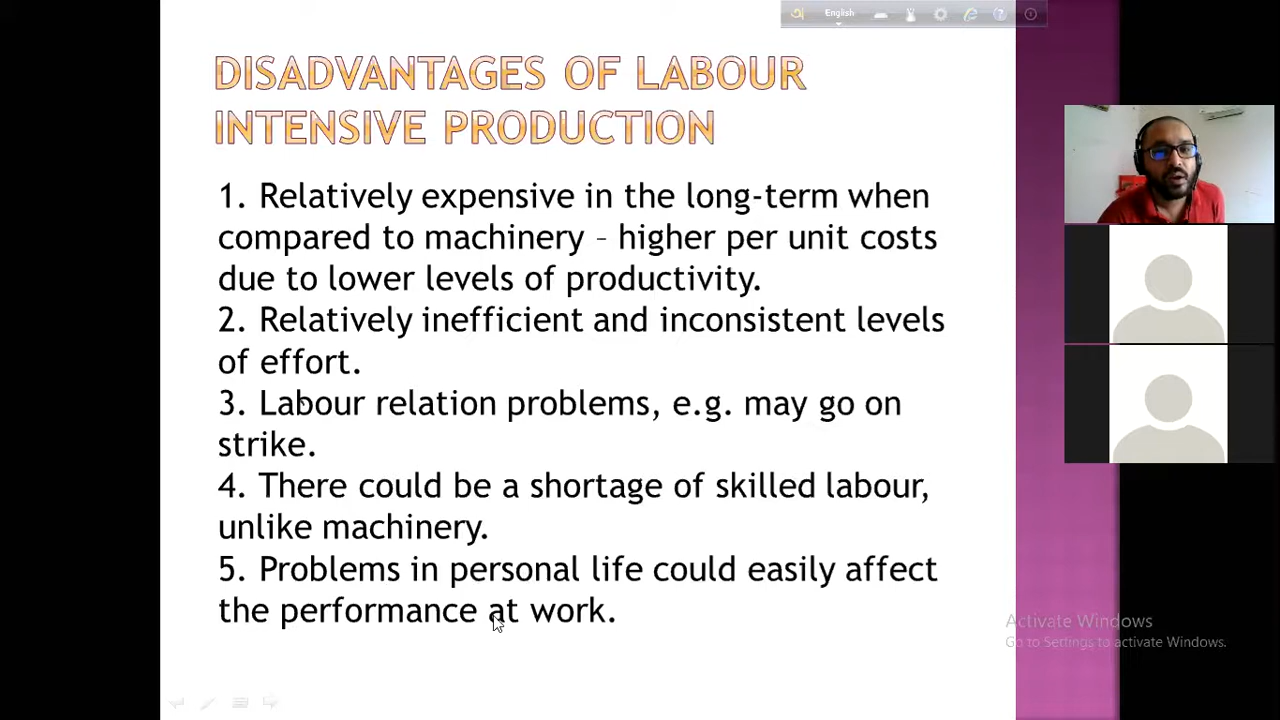 English
DISADVANTAGES OF LABOUR
INTENSIVE PRODUCTION
1. Relatively expensive in the long-term when
compared to machinery – higher per unit costs
due to lower levels of productivity.
2. Relatively inefficient and inconsistent levels
of effort.
3. Labour relation problems, e.g. may go on
strike.
4. There could be a shortage of skilled labour,
unlike machinery.
5. Problems in personal life could easily affect
the performance at work.
Activate Windows
Go to Settings to activate Windows.